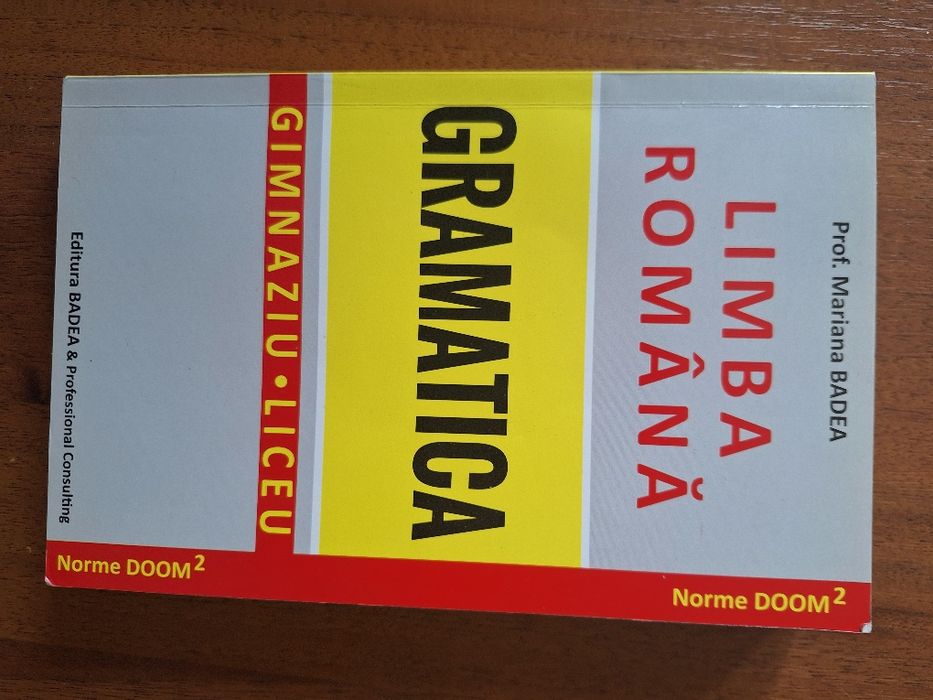 Prof. Mariana BADEA
LIMBA
ROMÂNĂ
GRAMATICA
GIMNAZIU • LICEU
Editura BADEA & Professional Consulting
Norme DOOM²
Norme DOOM²